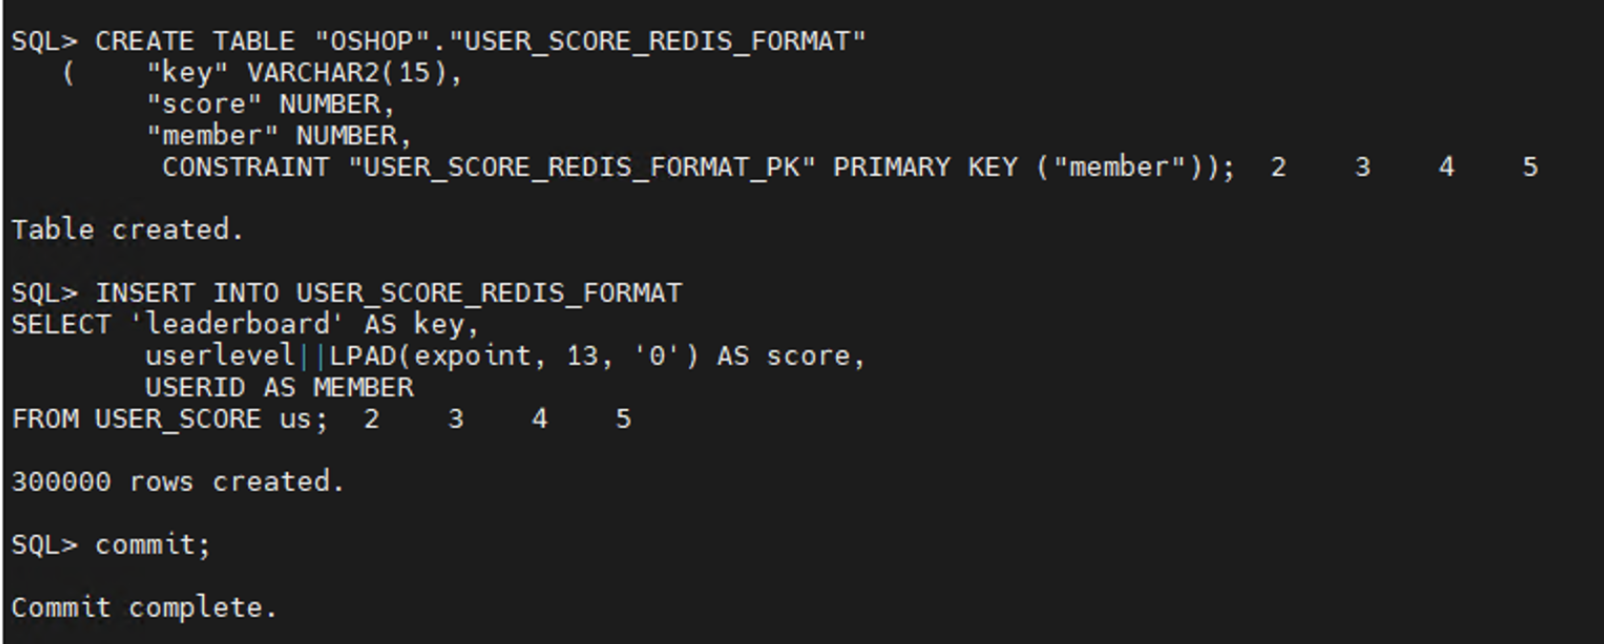 SQL> CREATE TABLE "OSHOP"."USER_SCORE_REDIS_FORMAT"
   (    "key" VARCHAR2(15),
        "score" NUMBER,
        "member" NUMBER,
         CONSTRAINT "USER_SCORE_REDIS_FORMAT_PK" PRIMARY KEY ("member"));  2    3    4    5
Table created.
SQL> INSERT INTO USER_SCORE_REDIS_FORMAT
SELECT 'leaderboard' AS key,
        userlevel||LPAD(expoint, 13, '0') AS score,
        USERID AS MEMBER
FROM USER_SCORE us;  2    3    4    5
300000 rows created.
SQL> commit;
Commit complete.